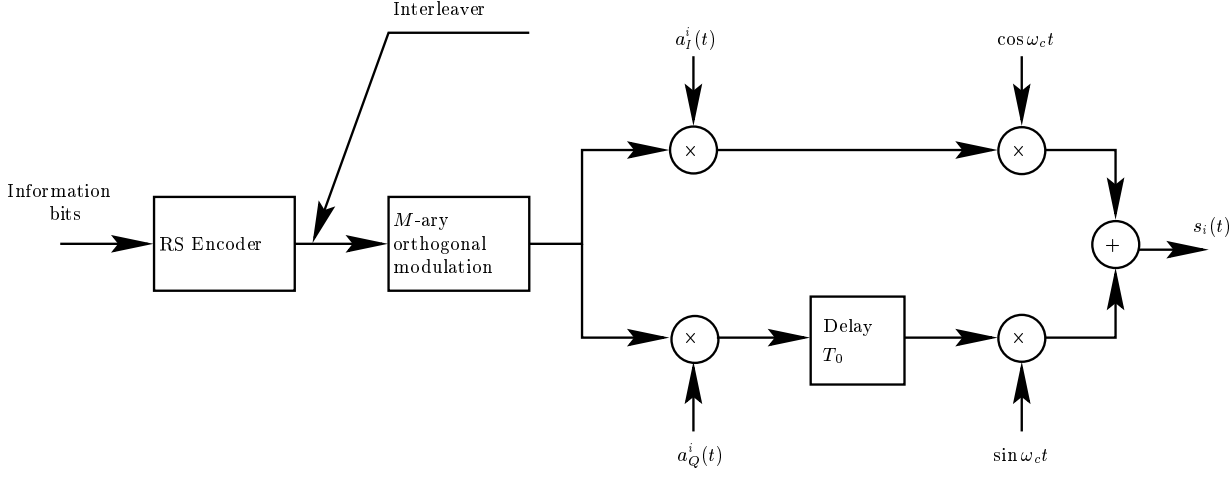 Interleaver
a_I^i(t)
cos ω_c t
Information
bits
RS Encoder
M-ary
orthogonal
modulation
×
×
+
s_i(t)
×
Delay
T_0
×
a_Q^i(t)
sin ω_c t